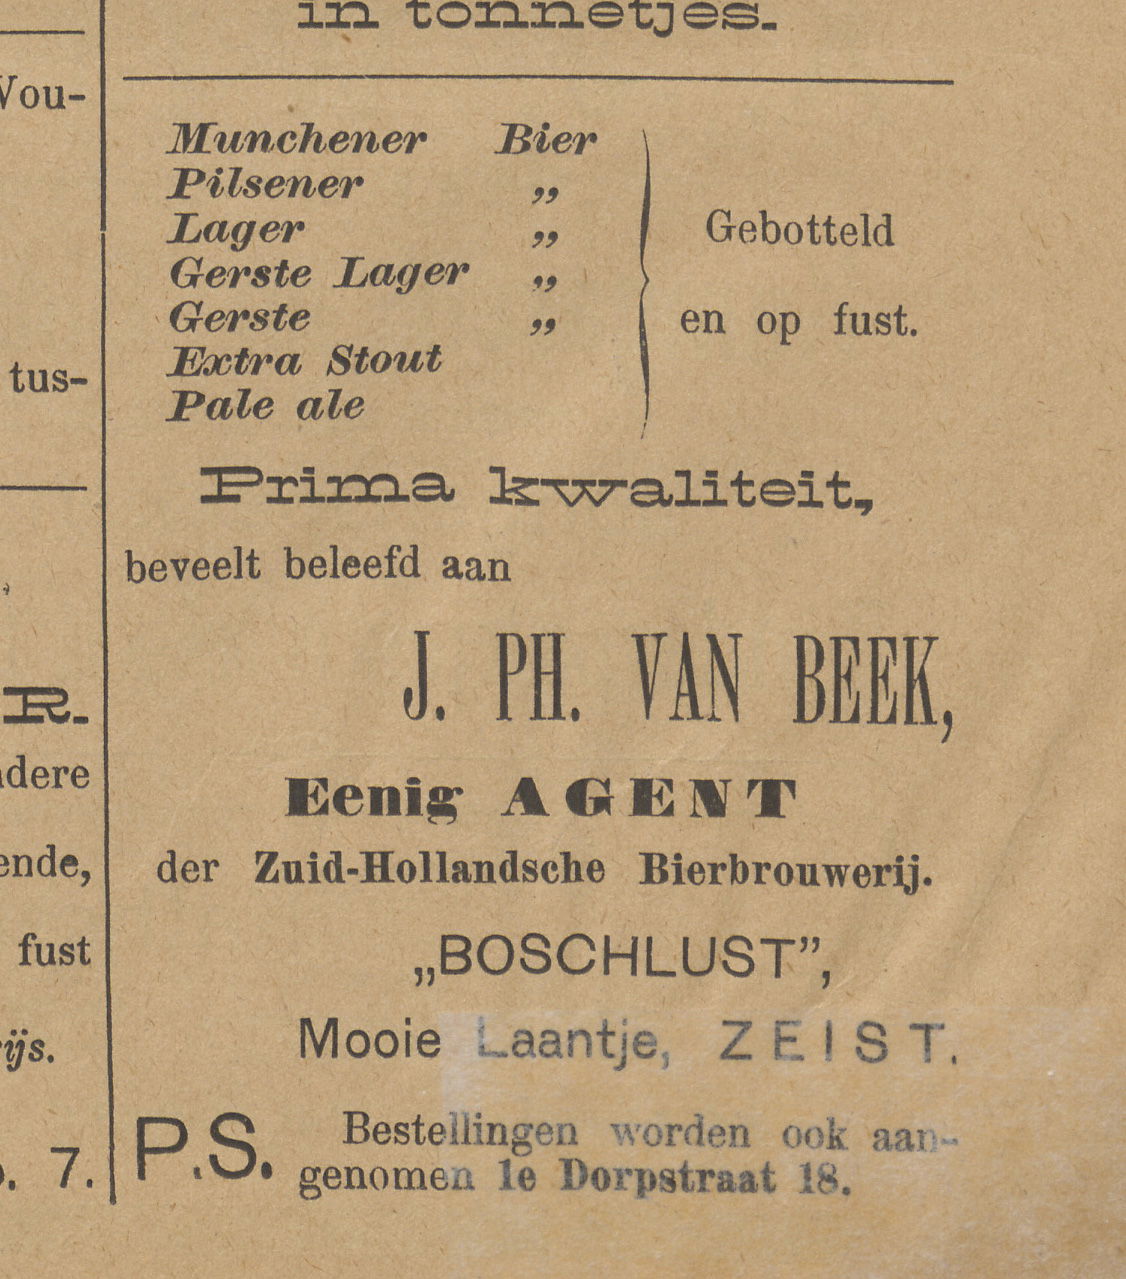 in tonnetjes.
Vou-
tus-
R.
dere
ende,
fust
ijs.
7.
Munchener Bier
Pilsener „
Lager „
Gerste Lager „
Gerste „
Extra Stout
Pale ale
Gebotteld
en op fust.
Prima kwaliteit,
beveelt beleefd aan
J. PH. VAN BEEK,
Eenig AGENT
der Zuid-Hollandsche Bierbrouwerij.
„BOSCHLUST”,
Mooie Laantje, ZEIST.
P.S. Bestellingen worden ook aan-
genomen 1e Dorpstraat 18.